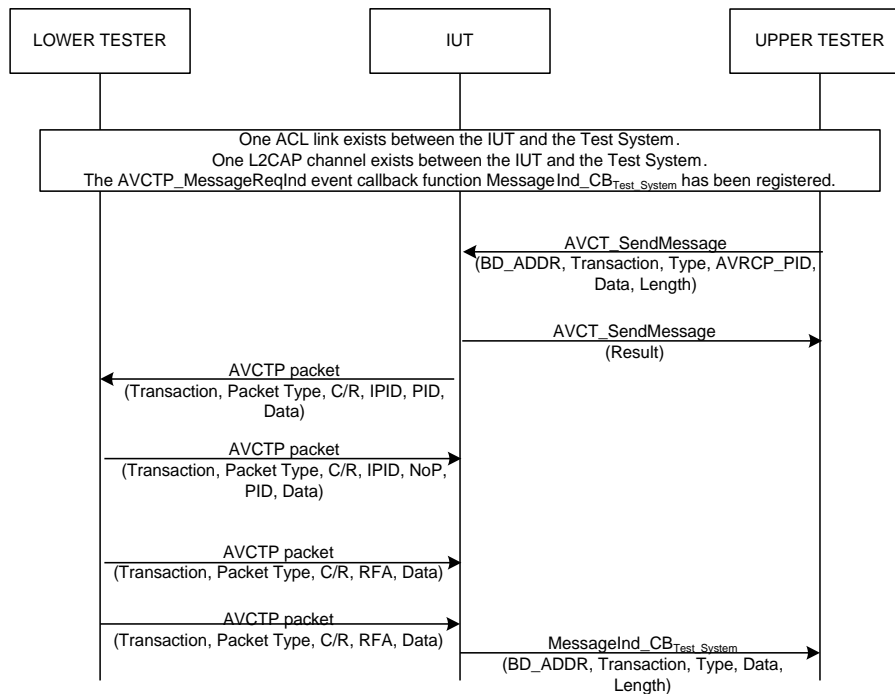 LOWER TESTER
IUT
UPPER TESTER
One ACL link exists between the IUT and the Test System.
One L2CAP channel exists between the IUT and the Test System.
The AVCTP_MessageReqInd event callback function MessageInd_CBTest_System has been registered.
AVCT_SendMessage
(BD_ADDR, Transaction, Type, AVRCP_PID,
Data, Length)
AVCT_SendMessage
(Result)
AVCTP packet
(Transaction, Packet Type, C/R, IPID, PID,
Data)
AVCTP packet
(Transaction, Packet Type, C/R, IPID, NoP,
PID, Data)
AVCTP packet
(Transaction, Packet Type, C/R, RFA, Data)
AVCTP packet
(Transaction, Packet Type, C/R, RFA, Data)
MessageInd_CBTest_System
(BD_ADDR, Transaction, Type, Data,
Length)